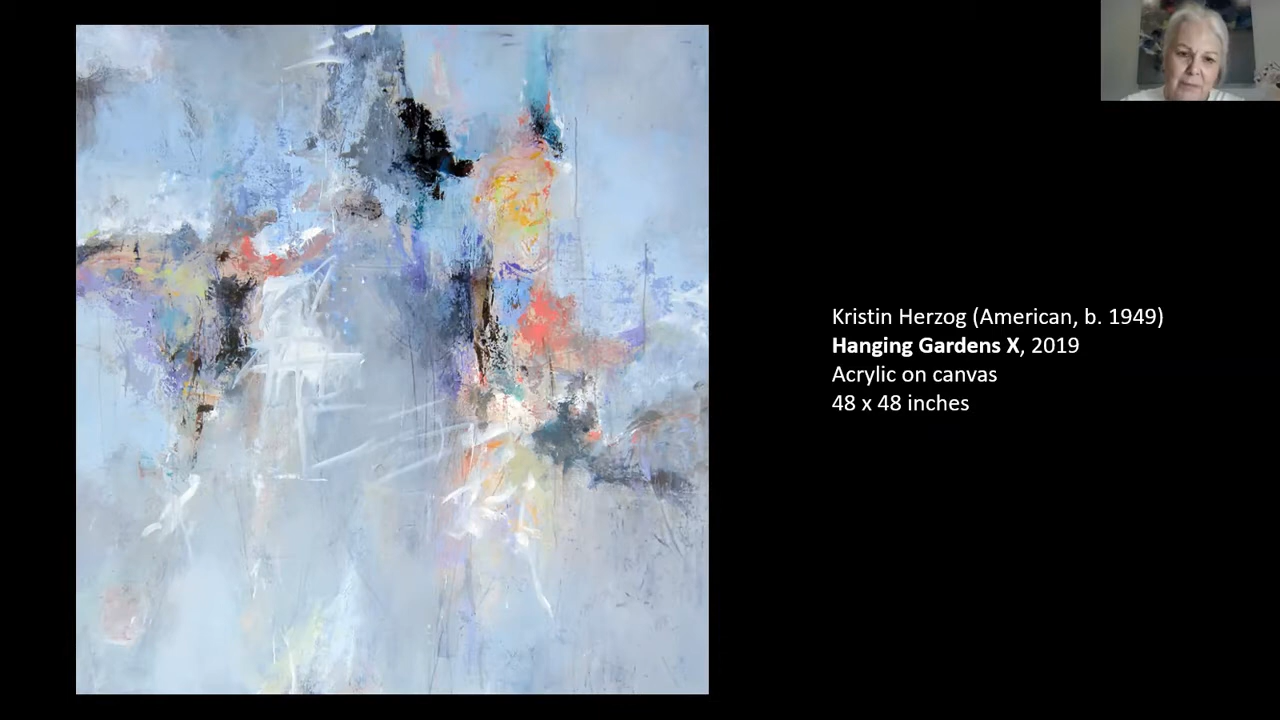 Kristin Herzog (American, b. 1949)
Hanging Gardens X, 2019
Acrylic on canvas
48 x 48 inches